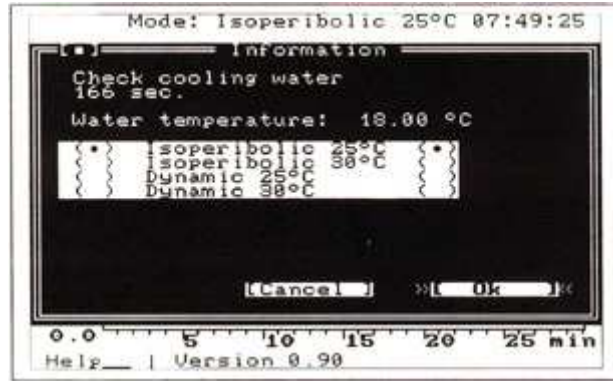 Mode: Isoperibolic 25°C 07:49:25
[■] Information
Check cooling water
166 sec.
Water temperature: 18.00 °C
( • ) Isoperibolic 25°C ( • )
( ) Isoperibolic 30°C ( )
( ) Dynamic 25°C ( )
( ) Dynamic 30°C ( )
[Cancel ] »[ Ok ]«
0.0 5 10 15 20 25 min
Help__ | Version 0.90